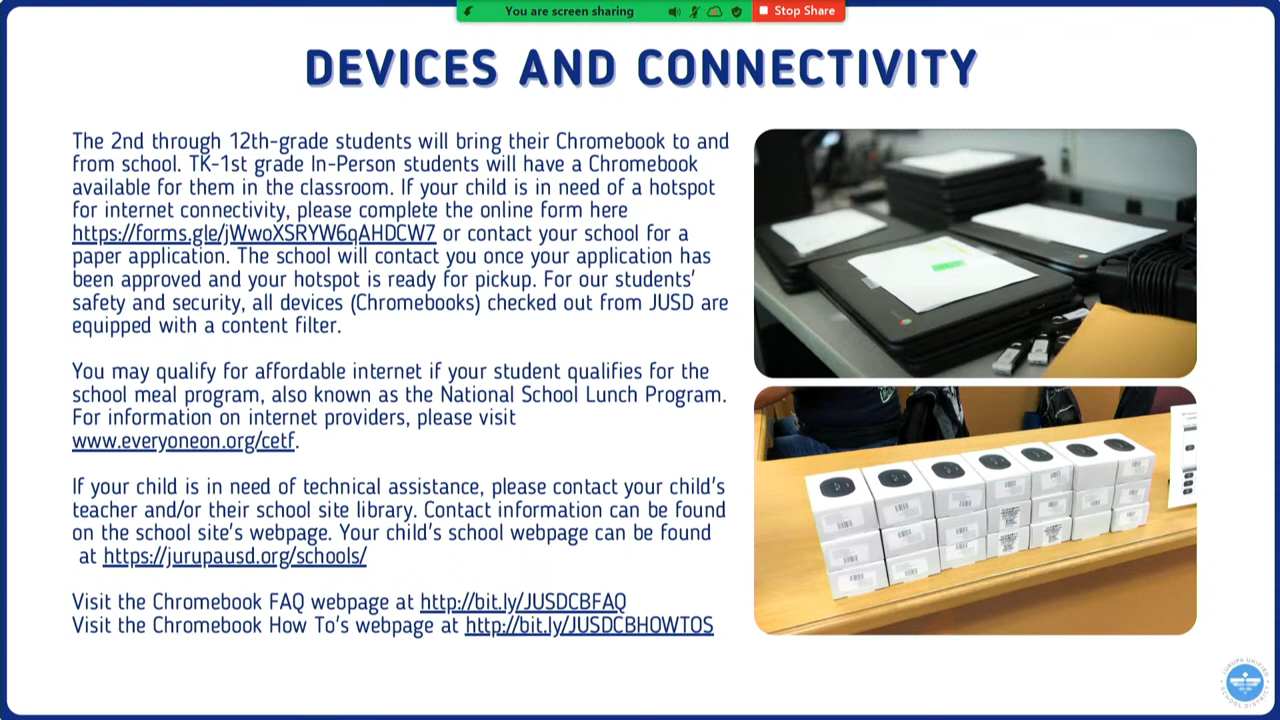 You are screen sharing
Stop Share
DEVICES AND CONNECTIVITY
The 2nd through 12th-grade students will bring their Chromebook to and
from school. TK-1st grade In-Person students will have a Chromebook
available for them in the classroom. If your child is in need of a hotspot
for internet connectivity, please complete the online form here
https://forms.gle/jWwoXSRYW6qAHDCW7 or contact your school for a
paper application. The school will contact you once your application has
been approved and your hotspot is ready for pickup. For our students'
safety and security, all devices (Chromebooks) checked out from JUSD are
equipped with a content filter.
You may qualify for affordable internet if your student qualifies for the
school meal program, also known as the National School Lunch Program.
For information on internet providers, please visit
www.everyoneon.org/cetf.
If your child is in need of technical assistance, please contact your child's
teacher and/or their school site library. Contact information can be found
on the school site's webpage. Your child's school webpage can be found
at https://jurupausd.org/schools/
Visit the Chromebook FAQ webpage at http://bit.ly/JUSDCBFAQ
Visit the Chromebook How To's webpage at http://bit.ly/JUSDCBHOWTOS
JURUPA UNIFIED
SCHOOL DISTRICT